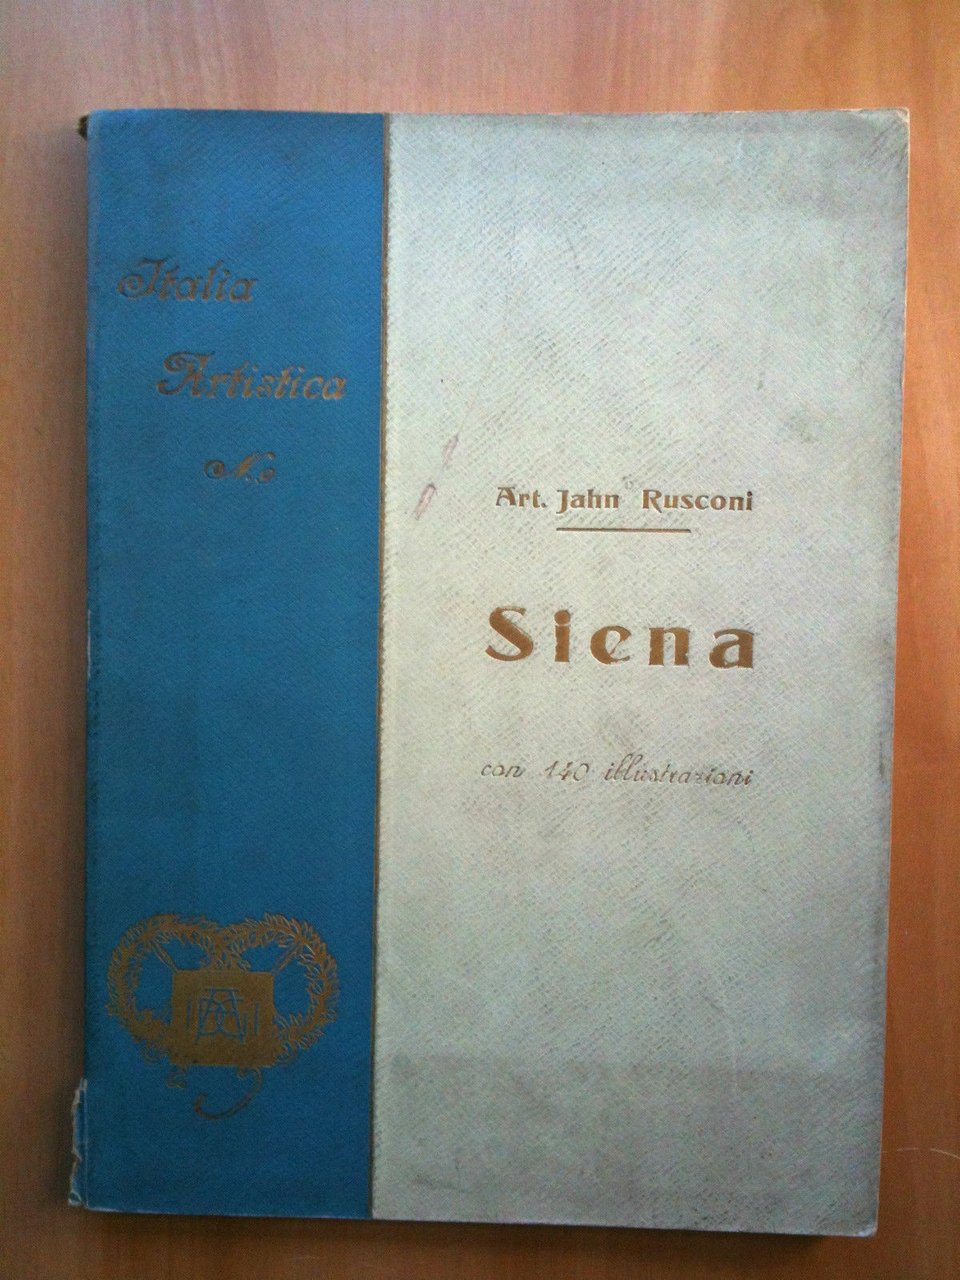 Italia
Artistica
N.
Art. Jahn Rusconi
Siena
con 140 illustrazioni